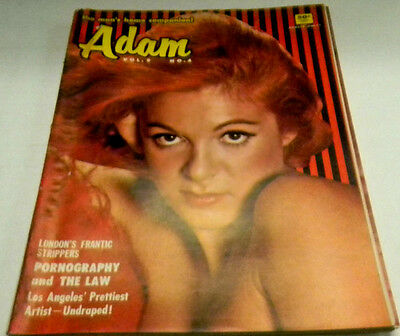 the man's home companion!
Adam
VOL. 9 NO. 4
50¢
LONDON'S FRANTIC
STRIPPERS
PORNOGRAPHY
and THE LAW
Los Angeles' Prettiest
Artist—Undraped!